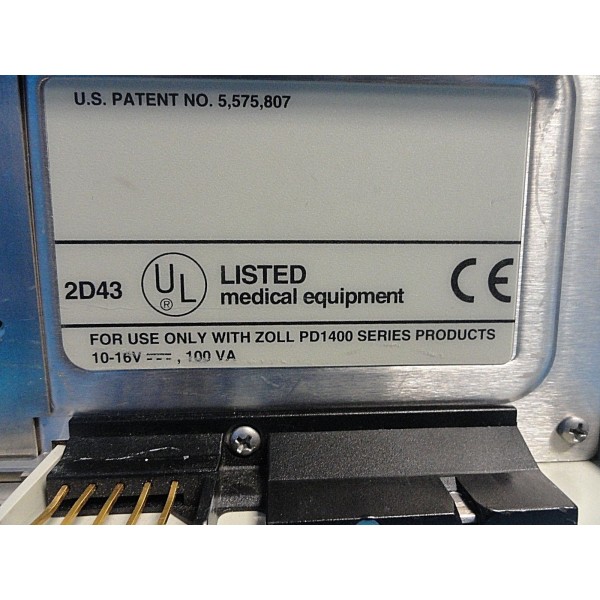 U.S. PATENT NO. 5,575,807
2D43 UL ® LISTED CE
medical equipment
FOR USE ONLY WITH ZOLL PD1400 SERIES PRODUCTS
10-16V ⎓, 100 VA